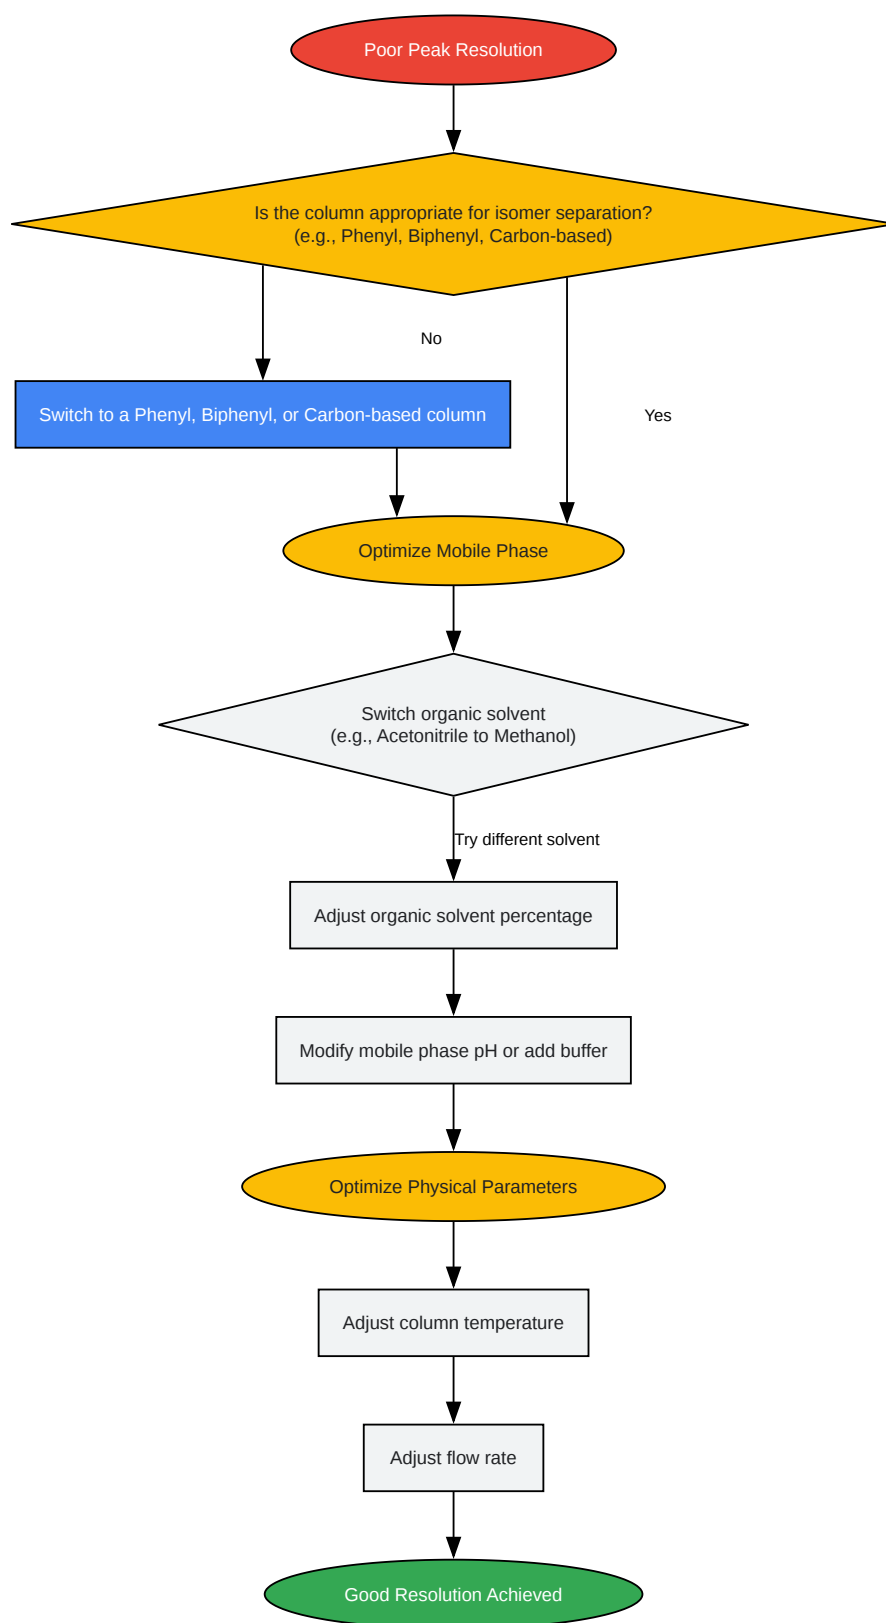 Poor Peak Resolution
Is the column appropriate for isomer separation?
(e.g., Phenyl, Biphenyl, Carbon-based)
No
Switch to a Phenyl, Biphenyl, or Carbon-based column
Yes
Optimize Mobile Phase
Switch organic solvent
(e.g., Acetonitrile to Methanol)
Try different solvent
Adjust organic solvent percentage
Modify mobile phase pH or add buffer
Optimize Physical Parameters
Adjust column temperature
Adjust flow rate
Good Resolution Achieved